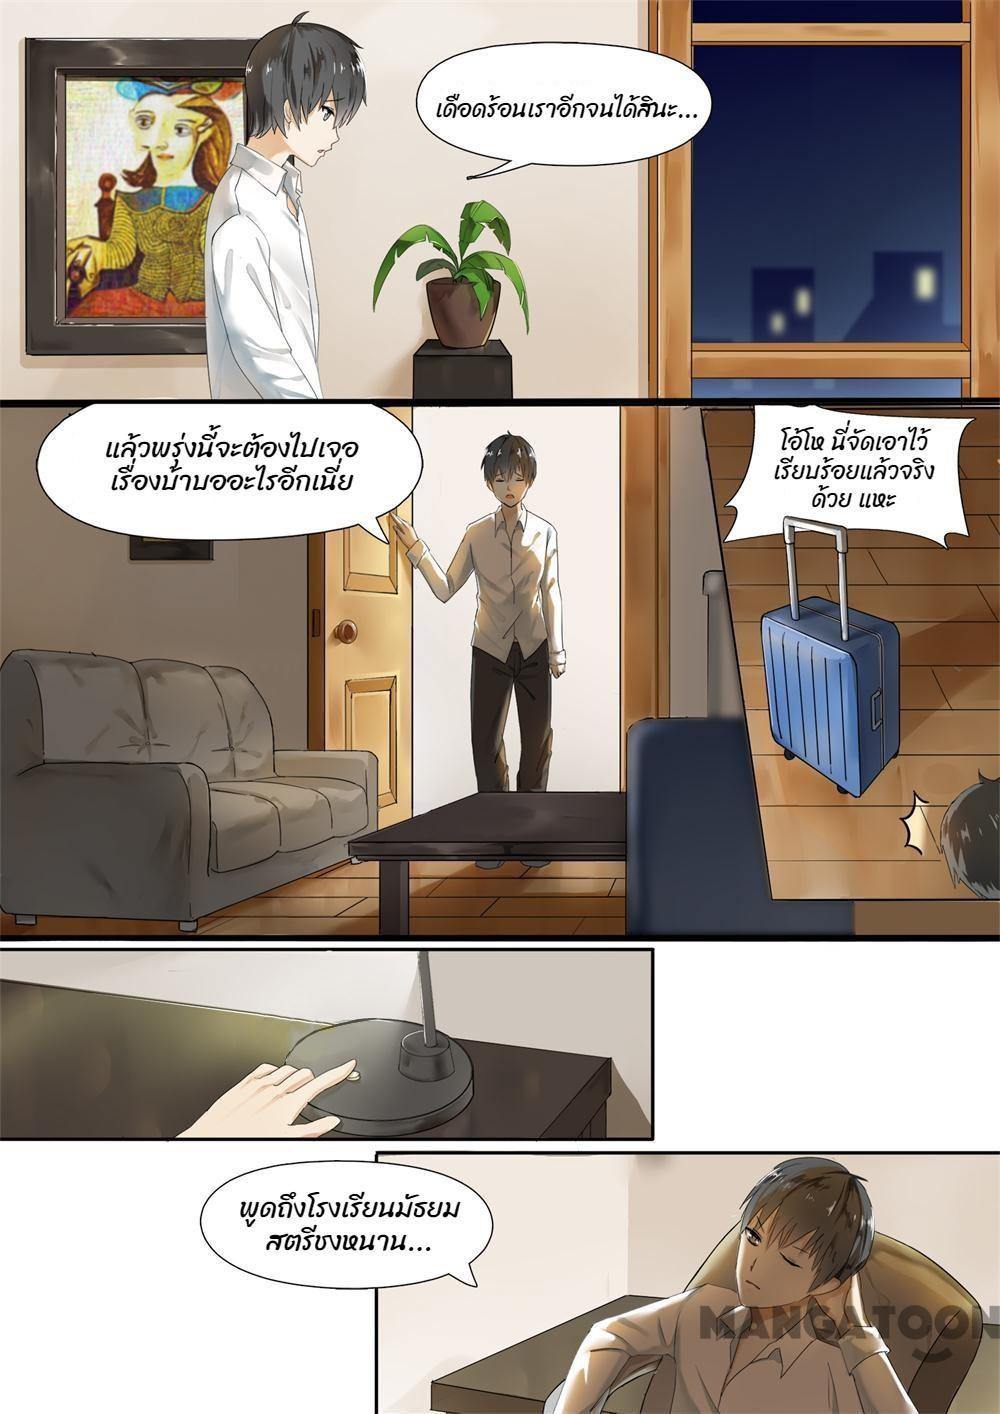 เดือดร้อนเราอีกจนได้สินะ...
แล้วพรุ่งนี้จะต้องไปเจอ
เรื่องบ้าบออะไรอีกเนี่ย
โอ้โห นี่จัดเอาไว้
เรียบร้อยแล้วจริง
ด้วย แหะ
พูดถึงโรงเรียนมัธยม
สตรีชงหนาน...
MANGATOON